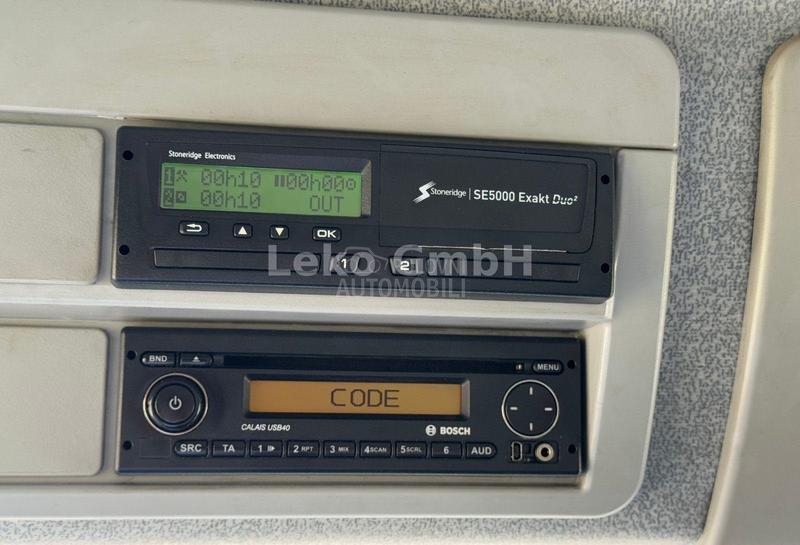 Stoneridge Electronics
1 00h10 00h00
2 00h10 OUT
Stoneridge | SE5000 Exakt Duo²
OK
1 2
Leko GmbH
AUTOMOBILI
BND MENU
CODE
CALAIS USB40 BOSCH
SRC TA 1 2 RPT 3 MIX 4 SCAN 5 SCRL 6 AUD